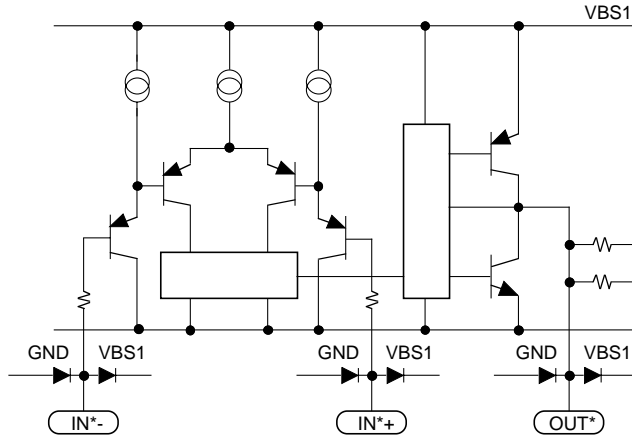 VBS1
GND VBS1
GND VBS1
GND VBS1
IN*-
IN*+
OUT*